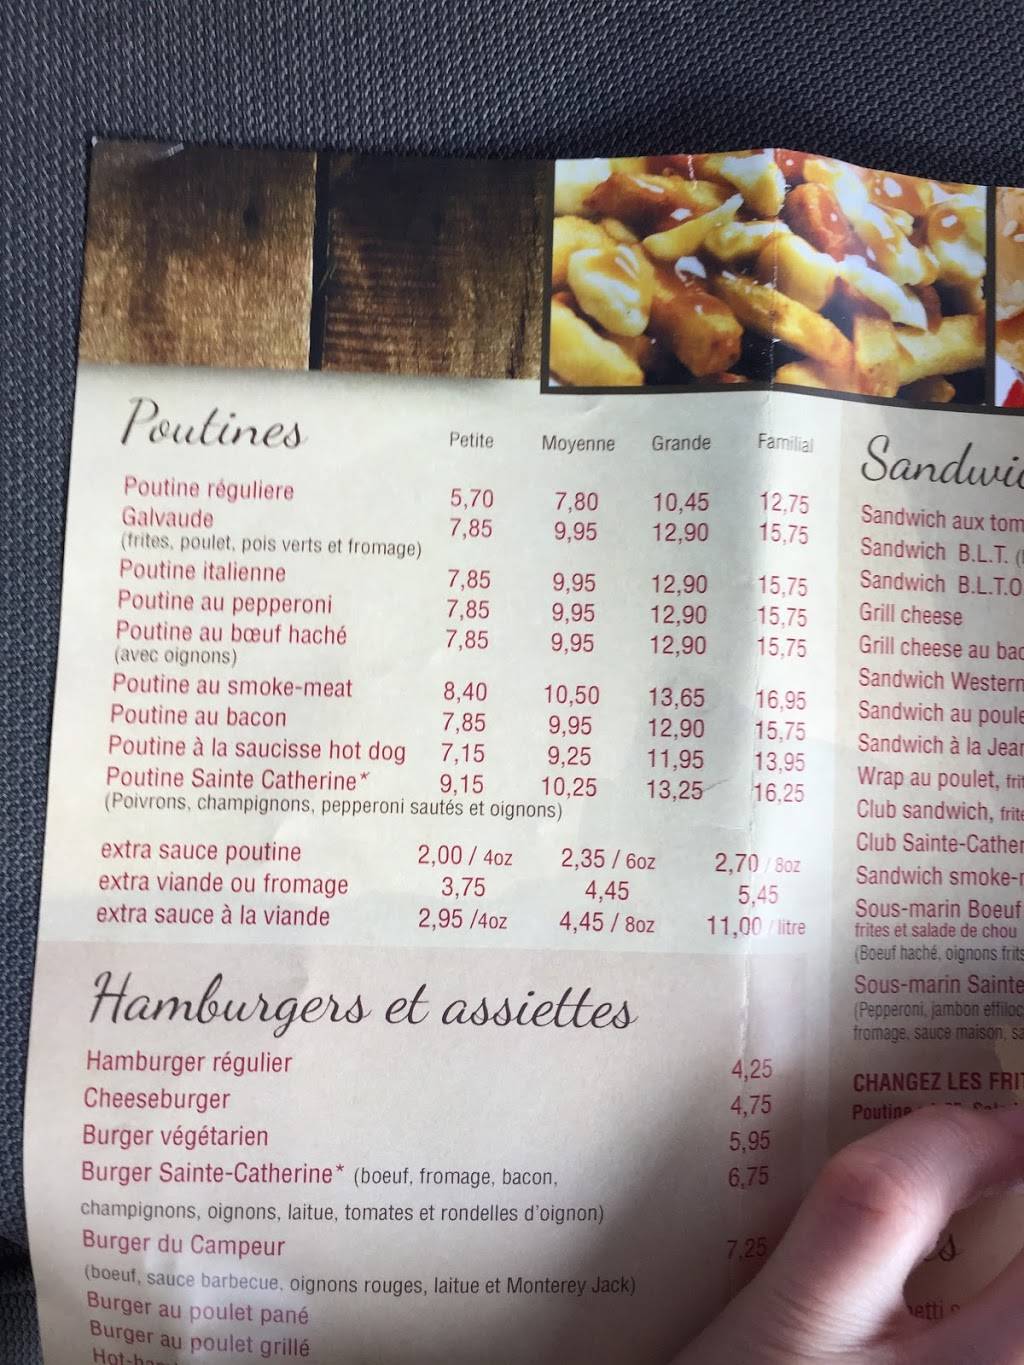 Poutines Petite Moyenne Grande Familial
Poutine réguliere 5,70 7,80 10,45 12,75
Galvaude 7,85 9,95 12,90 15,75
(frites, poulet, pois verts et fromage)
Poutine italienne 7,85 9,95 12,90 15,75
Poutine au pepperoni 7,85 9,95 12,90 15,75
Poutine au bœuf haché 7,85 9,95 12,90 15,75
(avec oignons)
Poutine au smoke-meat 8,40 10,50 13,65 16,95
Poutine au bacon 7,85 9,95 12,90 15,75
Poutine à la saucisse hot dog 7,15 9,25 11,95 13,95
Poutine Sainte Catherine* 9,15 10,25 13,25 16,25
(Poivrons, champignons, pepperoni sautés et oignons)
extra sauce poutine 2,00 / 4oz 2,35 / 6oz 2,70 / 8oz
extra viande ou fromage 3,75 4,45 5,45
extra sauce à la viande 2,95 /4oz 4,45 / 8oz 11,00 / litre
Hamburgers et assiettes
Hamburger régulier 4,25
Cheeseburger 4,75
Burger végétarien 5,95
Burger Sainte-Catherine* (boeuf, fromage, bacon, 6,75
champignons, oignons, laitue, tomates et rondelles d'oignon)
Burger du Campeur 7,25
(boeuf, sauce barbecue, oignons rouges, laitue et Monterey Jack)
Burger au poulet pané
Burger au poulet grillé
Sandwic
Sandwich aux tom
Sandwich B.L.T.
Sandwich B.L.T.O
Grill cheese
Grill cheese au bac
Sandwich Western
Sandwich au poule
Sandwich à la Jear
Wrap au poulet, frit
Club sandwich, frite
Club Sainte-Cather
Sandwich smoke-
Sous-marin Boeuf
frites et salade de chou
(Boeuf haché, oignons frits
Sous-marin Sainte
(Pepperoni, jambon effiloc
fromage, sauce maison, sa
CHANGEZ LES FRI
Poutine